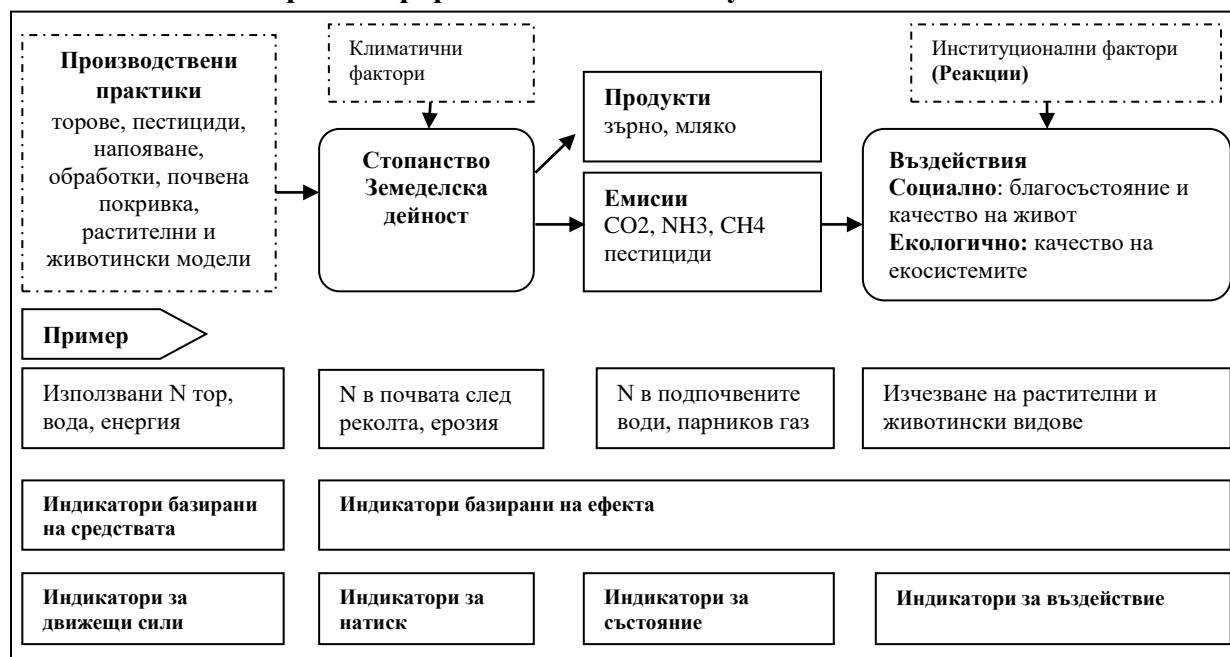 Производствени
практики
торове, пестициди,
напояване,
обработки, почвена
покривка,
растителни и
животински модели
Климатични
фактори
Стопанство
Земеделска
дейност
Продукти
зърно, мляко
Емисии
CO2, NH3, CH4
пестициди
Институционални фактори
(Реакции)
Въздействия
Социално: благосъстояние и
качество на живот
Екологично: качество на
екосистемите
Пример
Използвани N тор,
вода, енергия
N в почвата след
реколта, ерозия
N в подпочвените
води, парников газ
Изчезване на растителни и
животински видове
Индикатори базирани
на средствата
Индикатори базирани на ефекта
Индикатори за
движещи сили
Индикатори за
натиск
Индикатори за
състояние
Индикатори за въздействие